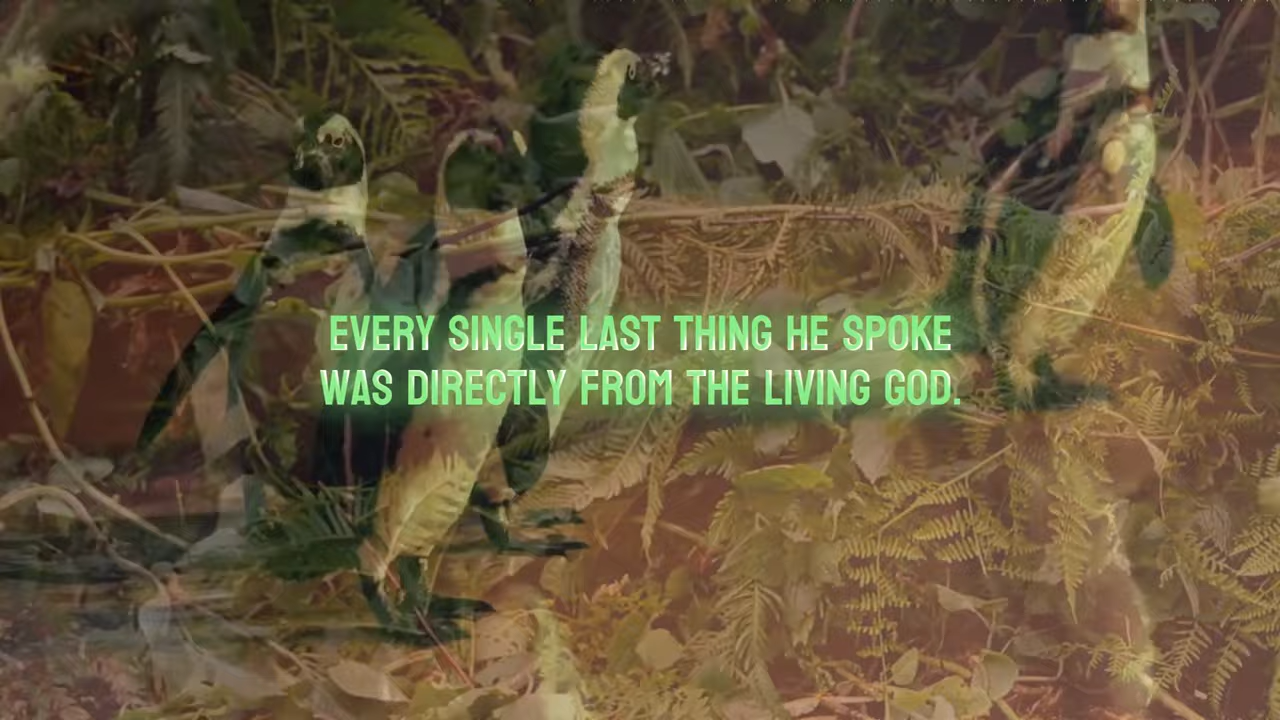 EVERY SINGLE LAST THING HE SPOKE
WAS DIRECTLY FROM THE LIVING GOD.